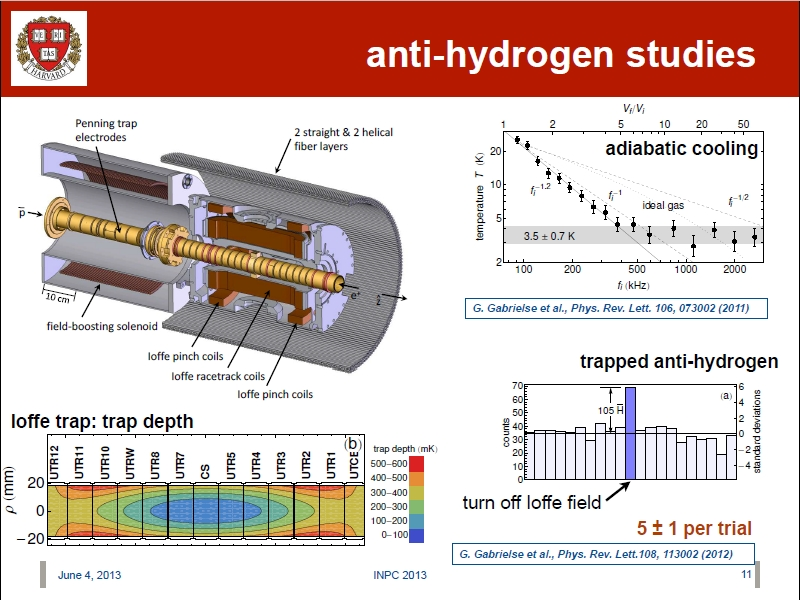 VE RI TAS
HARVARD
anti-hydrogen studies
Penning trap
electrodes
2 straight & 2 helical
fiber layers
p̅
e⁺
ẑ
10 cm
field-boosting solenoid
Ioffe pinch coils
Ioffe racetrack coils
Ioffe pinch coils
Vf/Vi
1 2 5 10 20 50
adiabatic cooling
temperature T (K)
20
10
5
2
fi^-1.2
fi^-1
ideal gas
fi^-1/2
3.5 ± 0.7 K
100 200 500 1000 2000
fi (kHz)
G. Gabrielse et al., Phys. Rev. Lett. 106, 073002 (2011)
trapped anti-hydrogen
counts
70
60
50
40
30
20
10
0
105 H̅
(a)
6
4
2
0
−2
−4
standard deviations
turn off Ioffe field
5 ± 1 per trial
G. Gabrielse et al., Phys. Rev. Lett.108, 113002 (2012)
Ioffe trap: trap depth
(b)
UTR12 UTR11 UTR10 UTRW UTR8 UTR7 CS UTR5 UTR4 UTR3 UTR2 UTR1 UTCE
ρ (mm)
20
0
−20
trap depth (mK)
500−600
400−500
300−400
200−300
100−200
0−100
June 4, 2013
INPC 2013
11